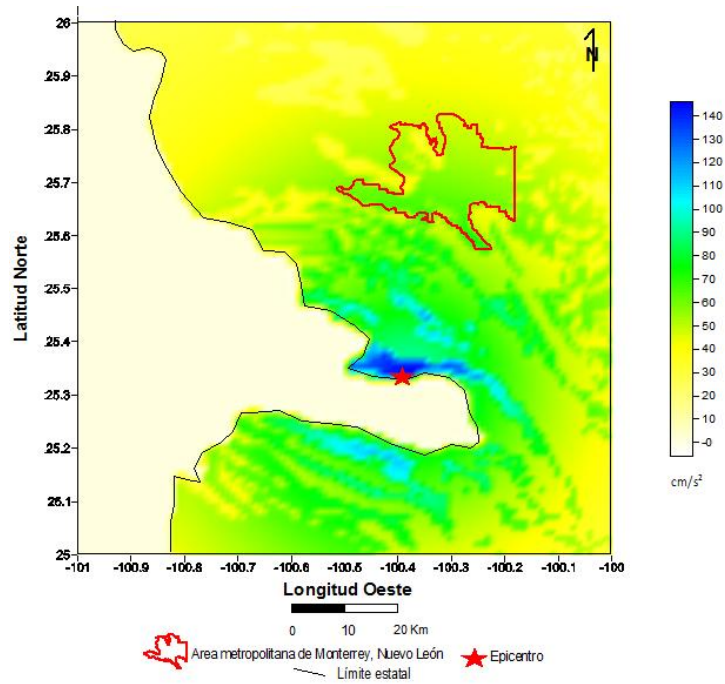 26
25.9
25.8
25.7
25.6
25.5
25.4
25.3
25.2
25.1
25
Latitud Norte
N
-101 -100.9 -100.8 -100.7 -100.6 -100.5 -100.4 -100.3 -100.2 -100.1 -100
Longitud Oeste
0 10 20 Km
140
130
120
110
100
90
80
70
60
50
40
30
20
10
-0
cm/s²
Area metropolitana de Monterrey, Nuevo León
Epicentro
Límite estatal